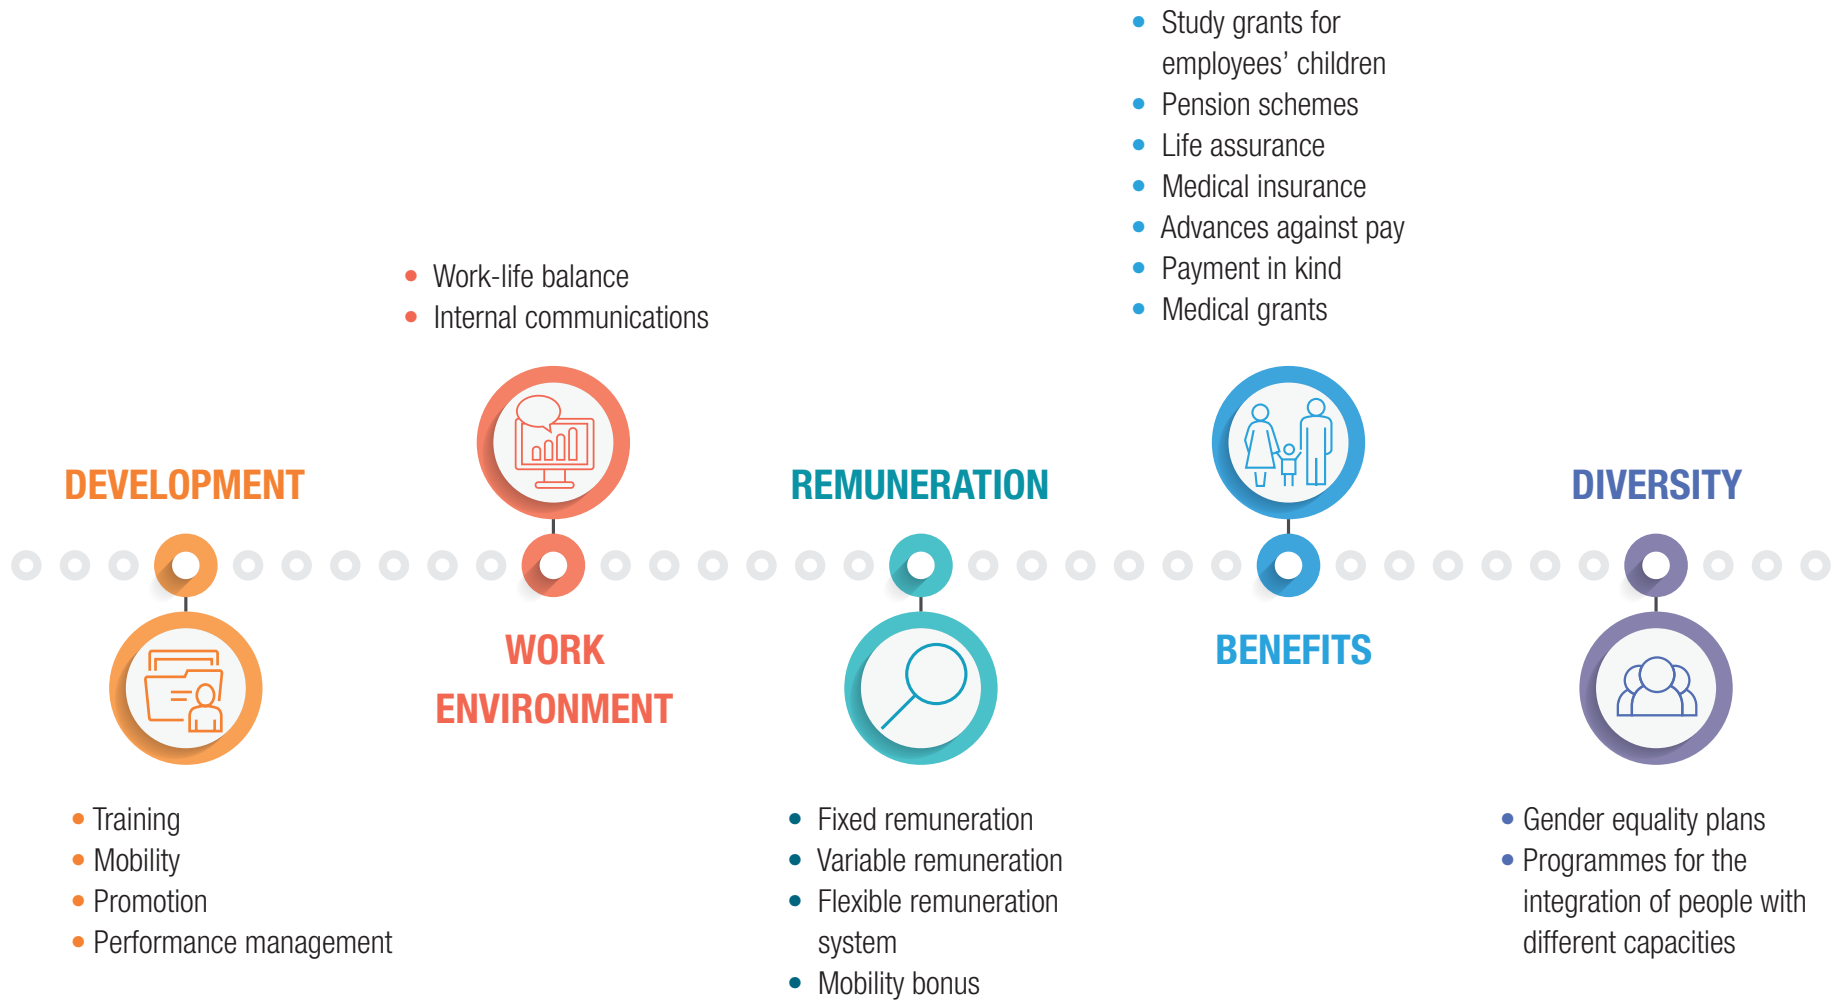 DEVELOPMENT
• Training
• Mobility
• Promotion
• Performance management
• Work-life balance
• Internal communications
WORK
ENVIRONMENT
REMUNERATION
• Fixed remuneration
• Variable remuneration
• Flexible remuneration
system
• Mobility bonus
• Study grants for
employees’ children
• Pension schemes
• Life assurance
• Medical insurance
• Advances against pay
• Payment in kind
• Medical grants
BENEFITS
DIVERSITY
• Gender equality plans
• Programmes for the
integration of people with
different capacities